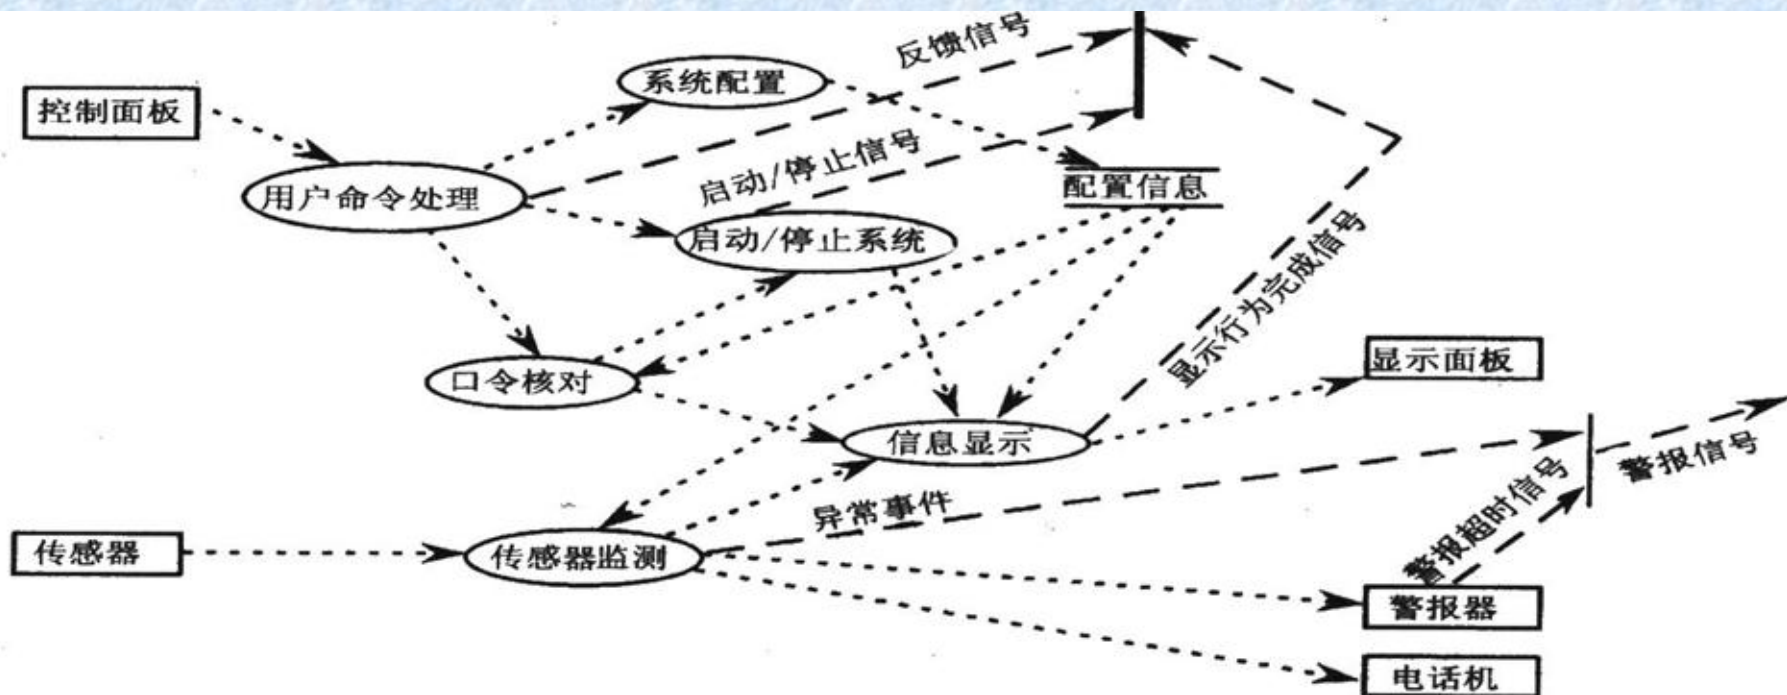 反馈信号
系统配置
控制面板
启动/停止信号
用户命令处理
配置信息
启动/停止系统
显示行为完成信号
显示面板
口令核对
信息显示
警报信号
异常事件
警报超时信号
传感器
传感器监测
警报器
电话机